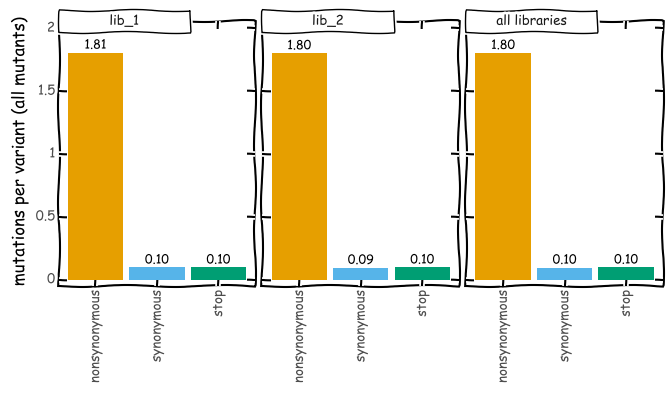 lib_1
lib_2
all libraries
mutations per variant (all mutants)
2
1.5
1
0.5
0
1.81
0.10
0.10
1.80
0.09
0.10
1.80
0.10
0.10
nonsynonymous
synonymous
stop
nonsynonymous
synonymous
stop
nonsynonymous
synonymous
stop